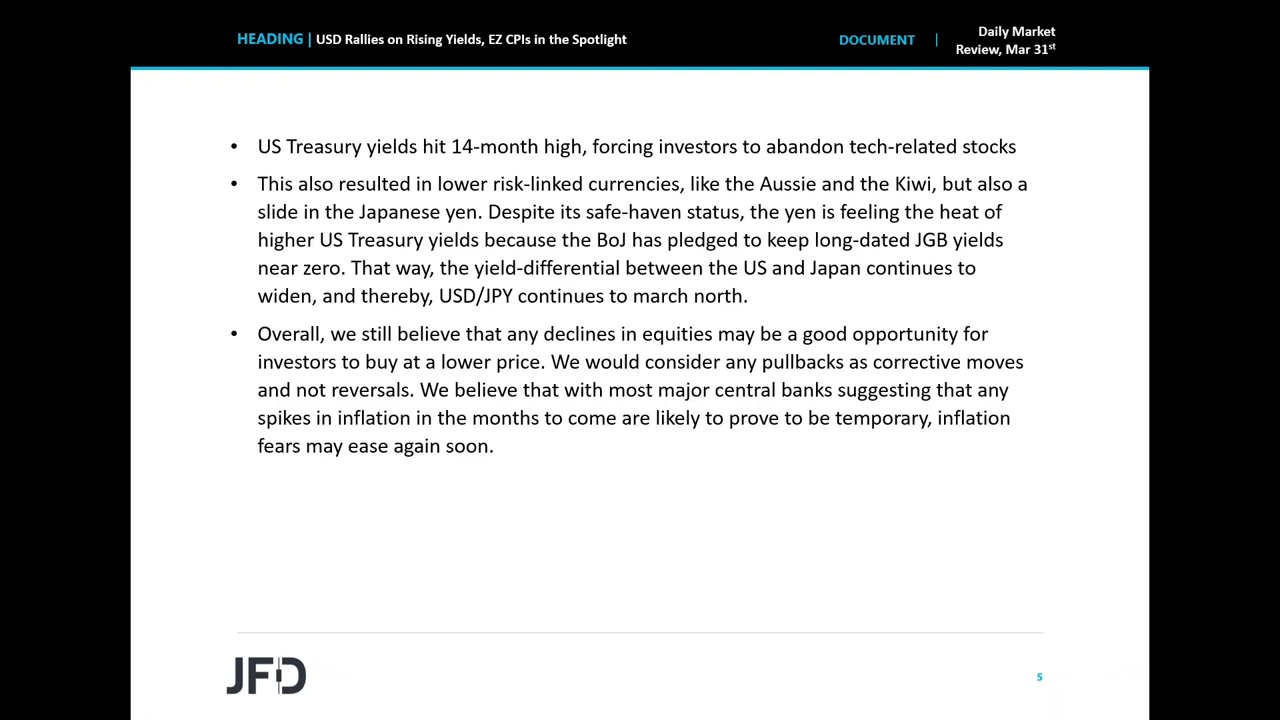 HEADING | USD Rallies on Rising Yields, EZ CPIs in the Spotlight
DOCUMENT |
Daily Market
Review, Mar 31st
• US Treasury yields hit 14-month high, forcing investors to abandon tech-related stocks
• This also resulted in lower risk-linked currencies, like the Aussie and the Kiwi, but also a
slide in the Japanese yen. Despite its safe-haven status, the yen is feeling the heat of
higher US Treasury yields because the BoJ has pledged to keep long-dated JGB yields
near zero. That way, the yield-differential between the US and Japan continues to
widen, and thereby, USD/JPY continues to march north.
• Overall, we still believe that any declines in equities may be a good opportunity for
investors to buy at a lower price. We would consider any pullbacks as corrective moves
and not reversals. We believe that with most major central banks suggesting that any
spikes in inflation in the months to come are likely to prove to be temporary, inflation
fears may ease again soon.
JFD
5